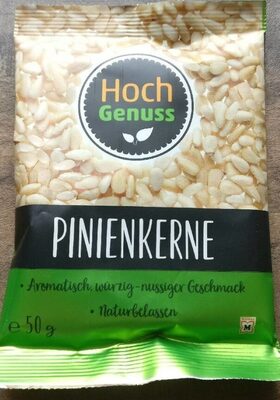 Hoch
Genuss
PINIENKERNE
• Aromatisch, würzig-nussiger Geschmack
• Naturbelassen
e 50 g
M